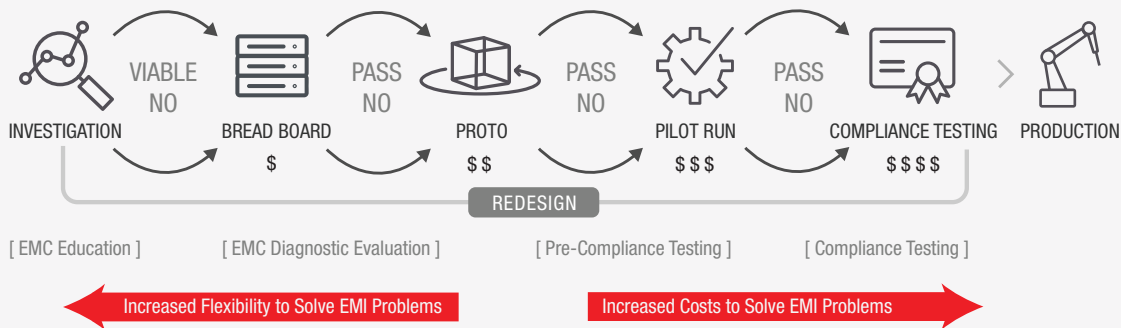 VIABLE
NO
PASS
NO
PASS
NO
PASS
NO
INVESTIGATION
BREAD BOARD
PROTO
PILOT RUN
COMPLIANCE TESTING
PRODUCTION
$
$$
$$$
$$$$
REDESIGN
[ EMC Education ]
[ EMC Diagnostic Evaluation ]
[ Pre-Compliance Testing ]
[ Compliance Testing ]
Increased Flexibility to Solve EMI Problems
Increased Costs to Solve EMI Problems